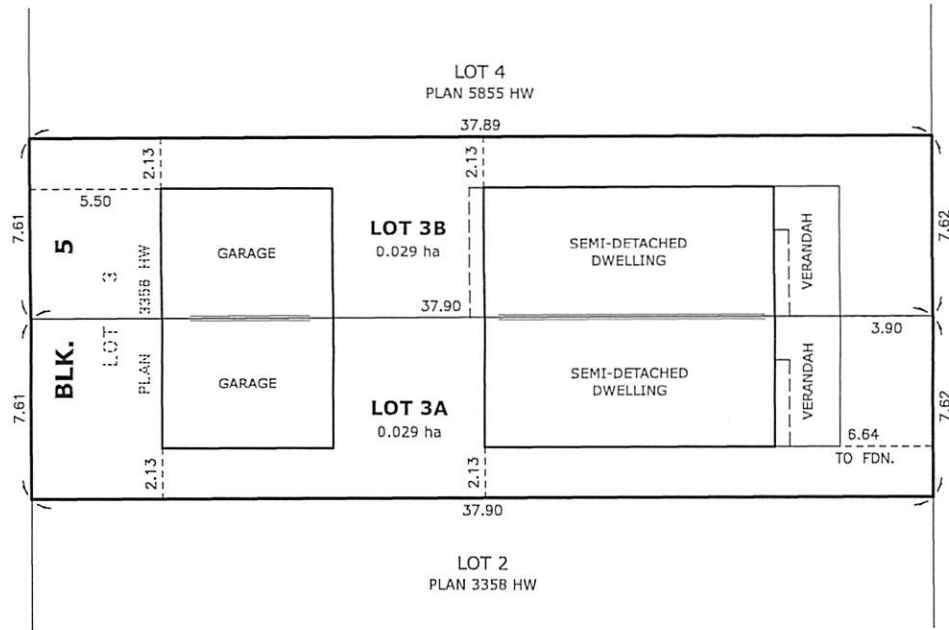 LOT 4
PLAN 5855 HW
37.89
2.13
2.13
5.50
7.61
5
LOT 3
PLAN 3358 HW
GARAGE
LOT 3B
0.029 ha
SEMI-DETACHED
DWELLING
VERANDAH
7.62
37.90
3.90
BLK.
7.61
GARAGE
LOT 3A
0.029 ha
SEMI-DETACHED
DWELLING
VERANDAH
7.62
6.64
TO FDN.
2.13
2.13
37.90
LOT 2
PLAN 3358 HW